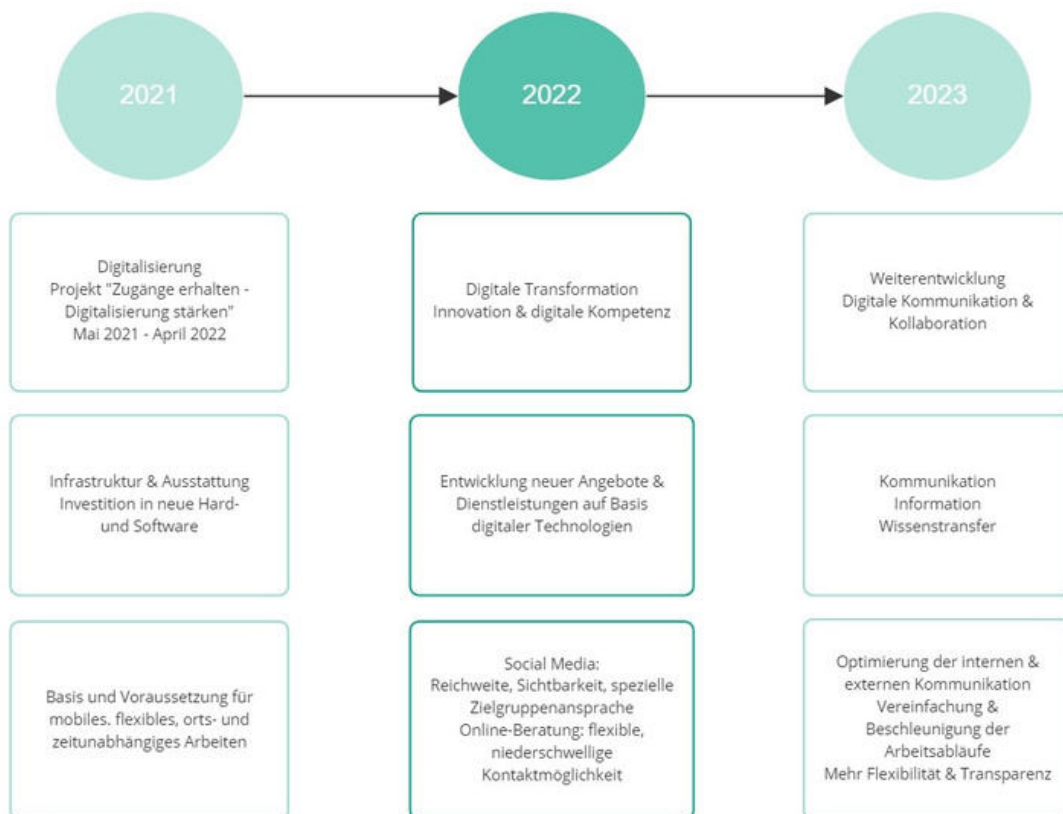 2021
2022
2023
Digitalisierung
Projekt "Zugänge erhalten -
Digitalisierung stärken"
Mai 2021 - April 2022
Digitale Transformation
Innovation & digitale Kompetenz
Weiterentwicklung
Digitale Kommunikation &
Kollaboration
Infrastruktur & Ausstattung
Investition in neue Hard-
und Software
Entwicklung neuer Angebote &
Dienstleistungen auf Basis
digitaler Technologien
Kommunikation
Information
Wissenstransfer
Basis und Voraussetzung für
mobiles. flexibles, orts- und
zeitunabhängiges Arbeiten
Social Media:
Reichweite, Sichtbarkeit, spezielle
Zielgruppenansprache
Online-Beratung: flexible,
niederschwellige
Kontaktmöglichkeit
Optimierung der internen &
externen Kommunikation
Vereinfachung &
Beschleunigung der
Arbeitsabläufe
Mehr Flexibilität & Transparenz